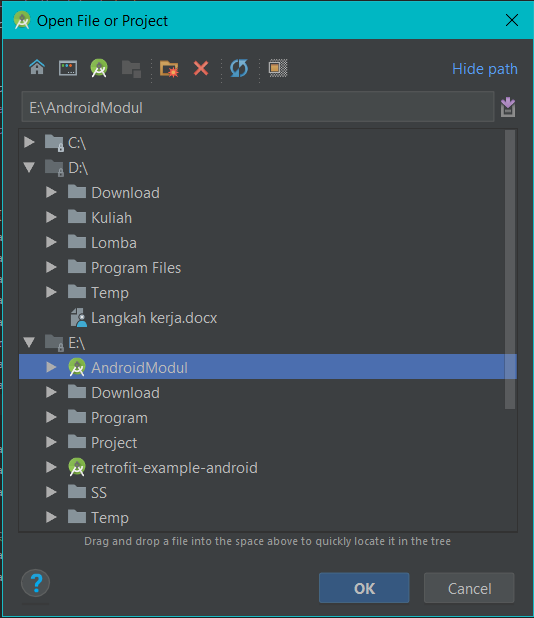 Open File or Project
Hide path
E:\AndroidModul
C:\
D:\
Download
Kuliah
Lomba
Program Files
Temp
Langkah kerja.docx
E:\
AndroidModul
Download
Program
Project
retrofit-example-android
SS
Temp
Drag and drop a file into the space above to quickly locate it in the tree
?
OK
Cancel